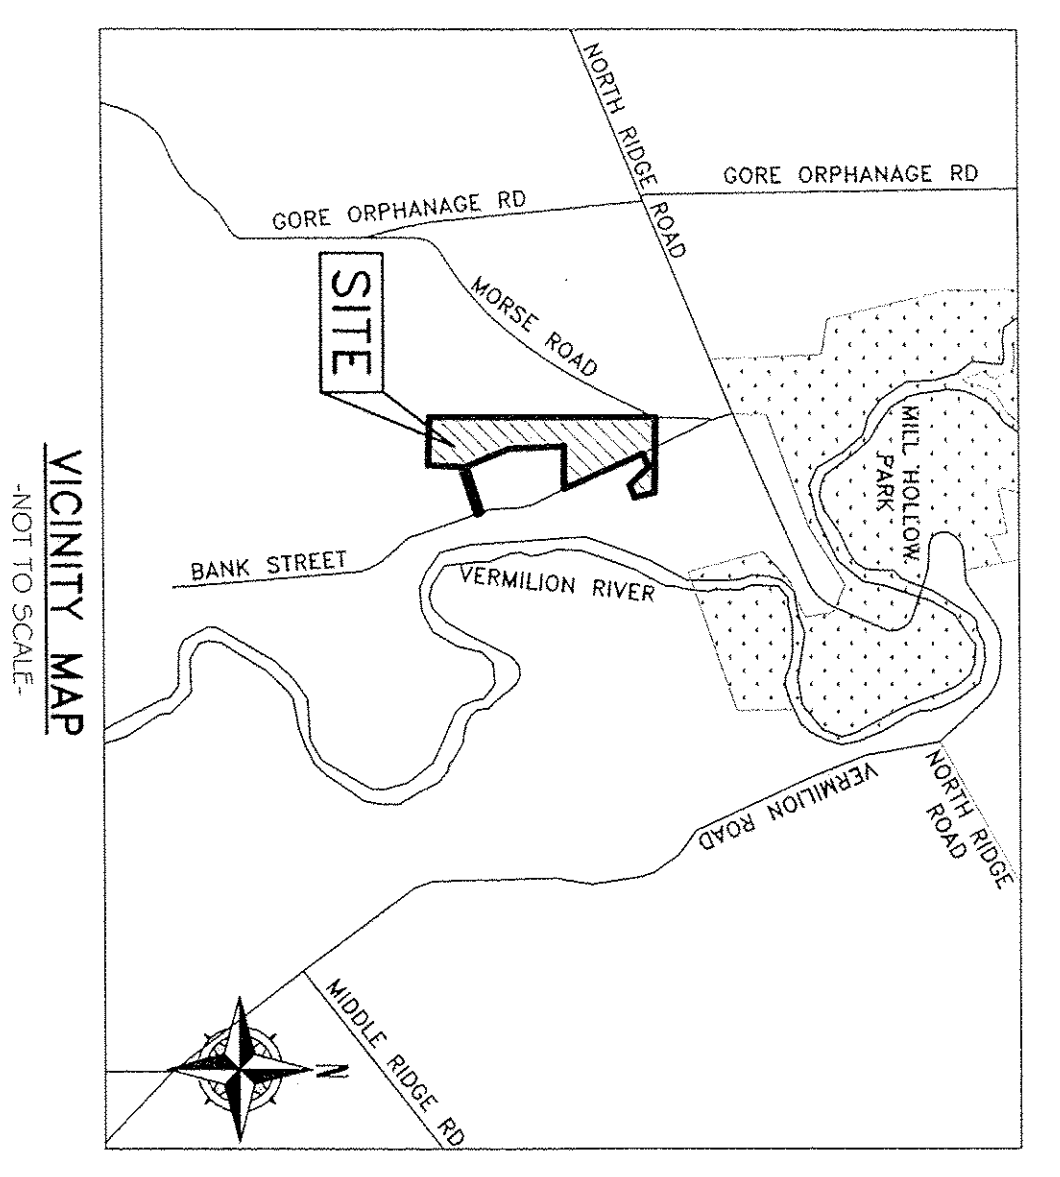 NORTH RIDGE ROAD
GORE ORPHANAGE RD
GORE ORPHANAGE RD
SITE
MORSE ROAD
MILL HOLLOW
PARK
BANK STREET
VERMILION RIVER
VERMILION ROAD
NORTH RIDGE
ROAD
MIDDLE RIDGE RD
N
VICINITY MAP
-NOT TO SCALE-